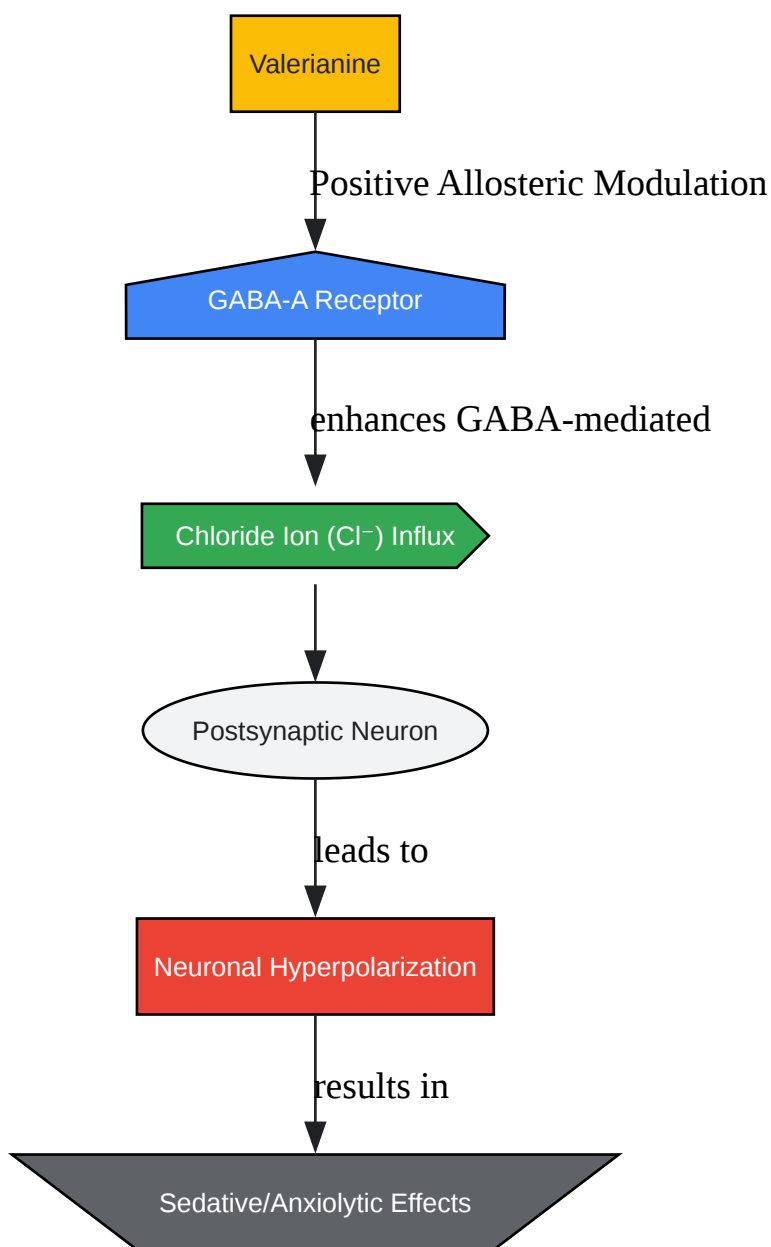 Valerianine
Positive Allosteric Modulation
GABA-A Receptor
enhances GABA-mediated
Chloride Ion (Cl⁻) Influx
Postsynaptic Neuron
leads to
Neuronal Hyperpolarization
results in
Sedative/Anxiolytic Effects